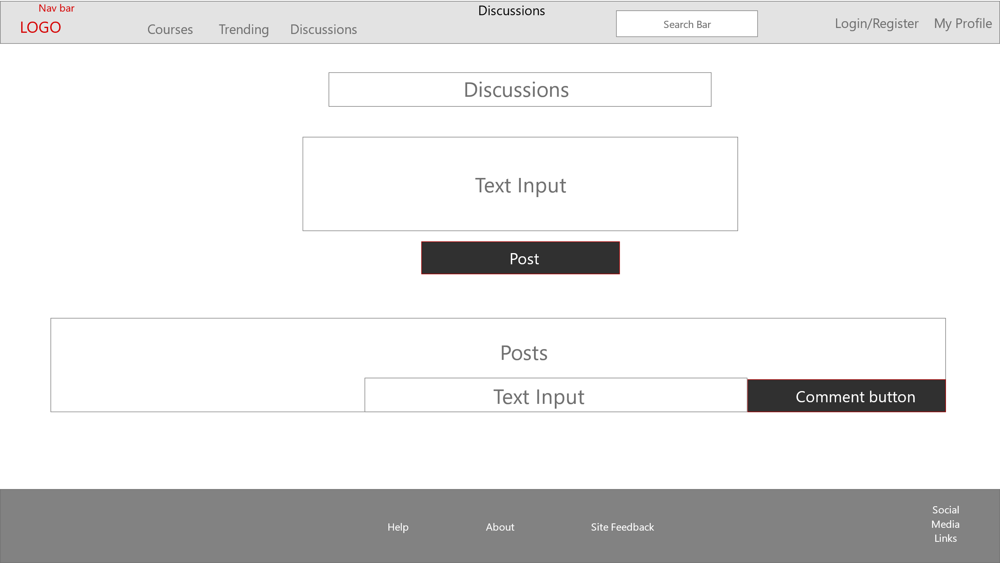 Nav bar
Discussions
LOGO
Courses
Trending
Discussions
Search Bar
Login/Register
My Profile
Discussions
Text Input
Post
Posts
Text Input
Comment button
Help
About
Site Feedback
Social
Media
Links